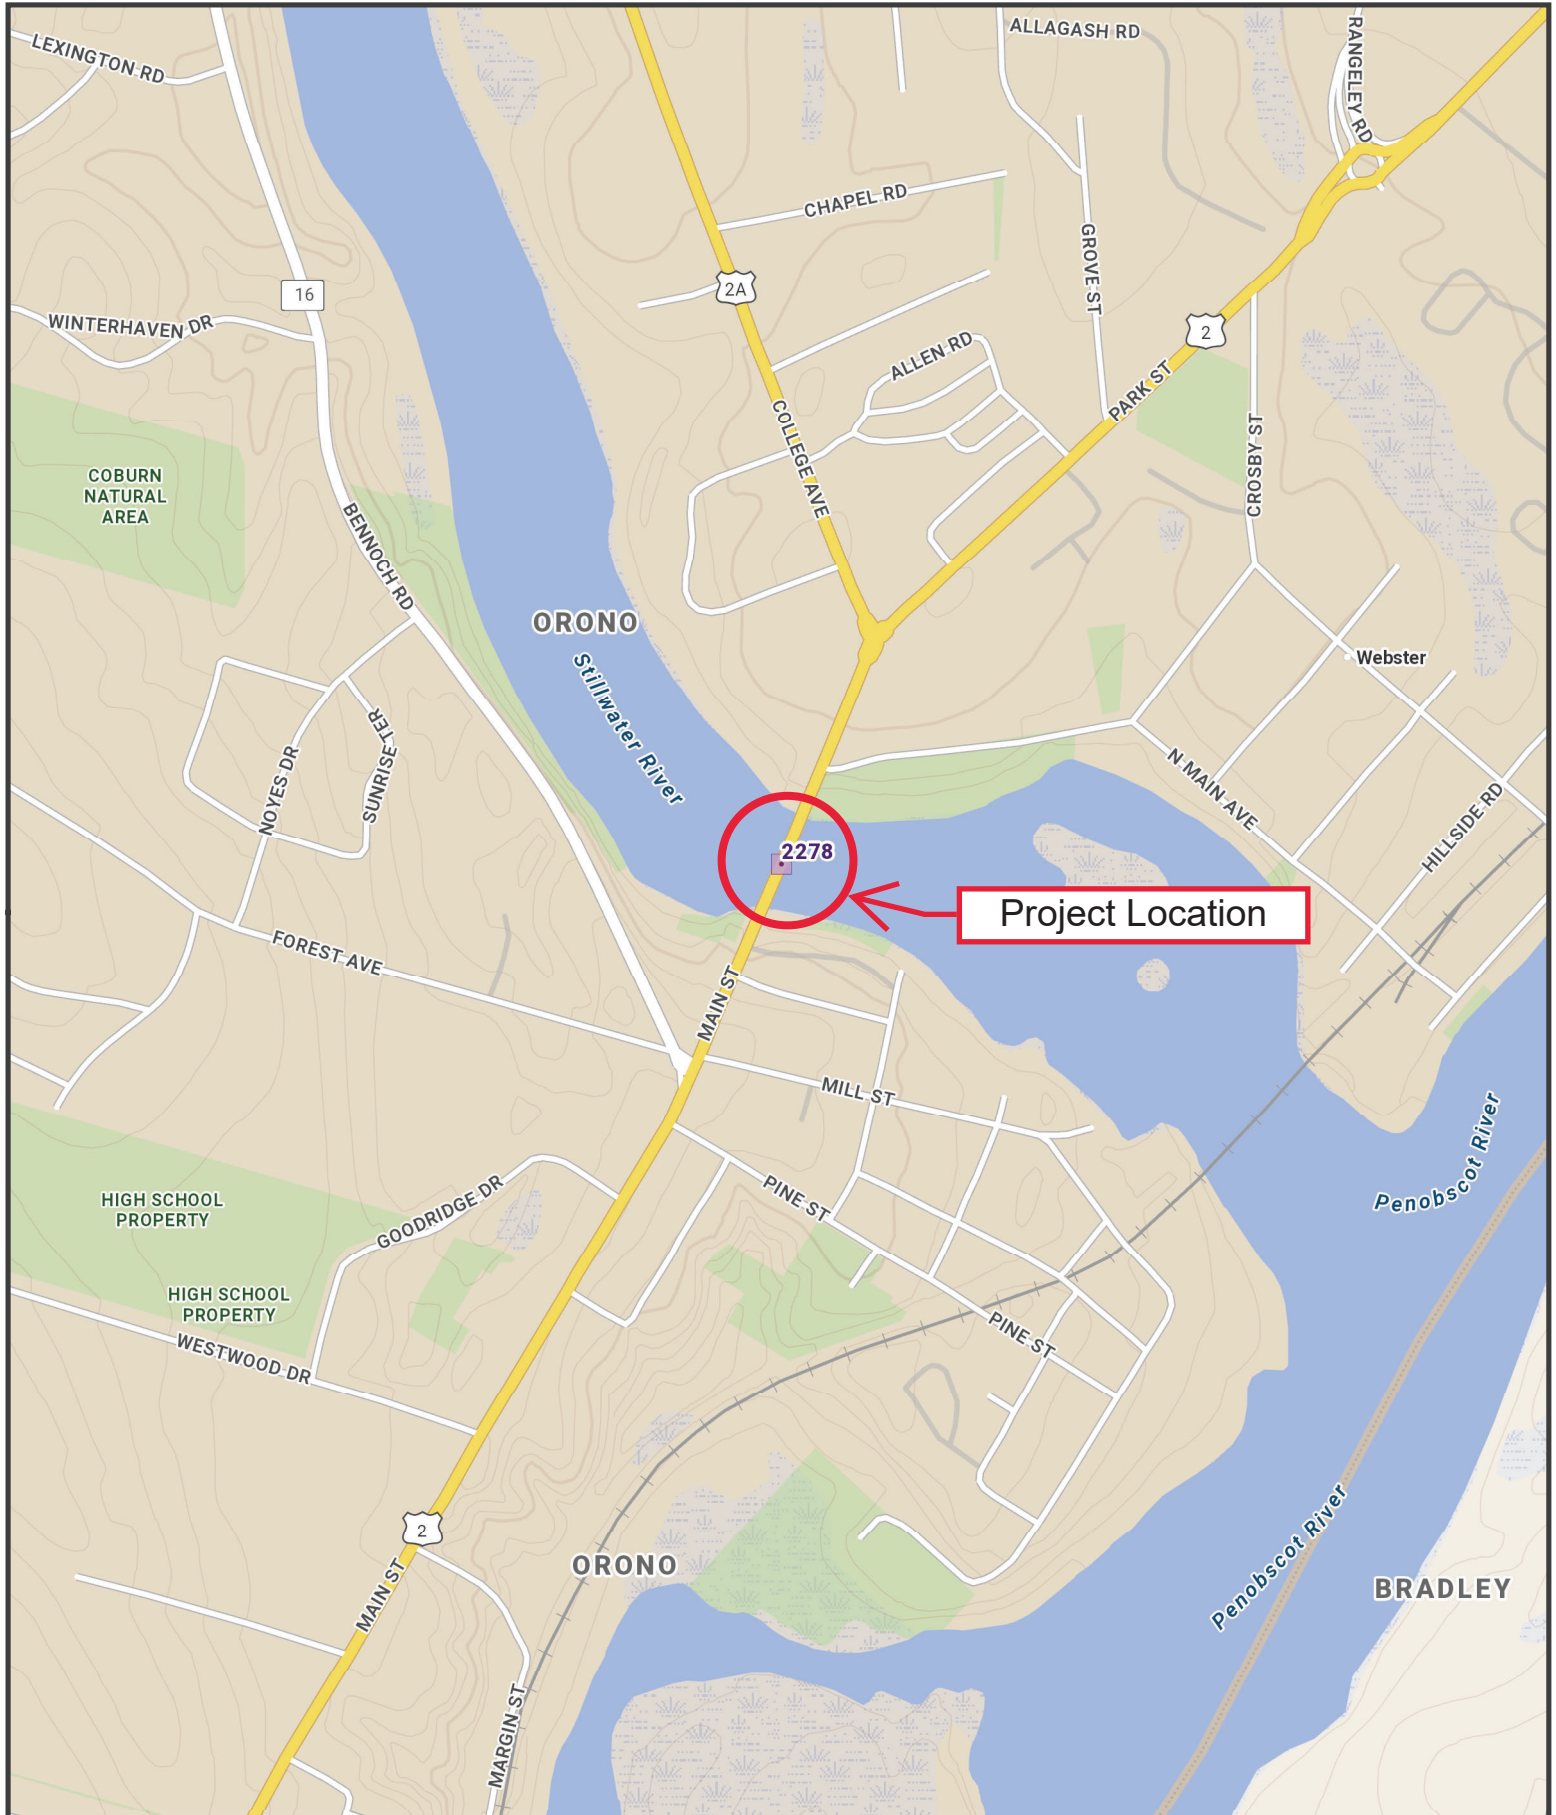 ALLAGASH RD
RANGELEY RD
LEXINGTON RD
CHAPEL RD
GROVE ST
2A
16
WINTERHAVEN DR
2
ALLEN RD
PARK ST
COLLEGE AVE
CROSBY ST
COBURN
NATURAL
AREA
BENNOCH RD
ORONO
Stillwater River
Webster
NOYES DR
SUNRISE TER
N MAIN AVE
HILLSIDE RD
2278
Project Location
FOREST AVE
MAIN ST
MILL ST
Penobscot River
HIGH SCHOOL
PROPERTY
GOODRIDGE DR
PINE ST
HIGH SCHOOL
PROPERTY
WESTWOOD DR
PINE ST
2
Penobscot River
ORONO
BRADLEY
MAIN ST
MARGIN ST